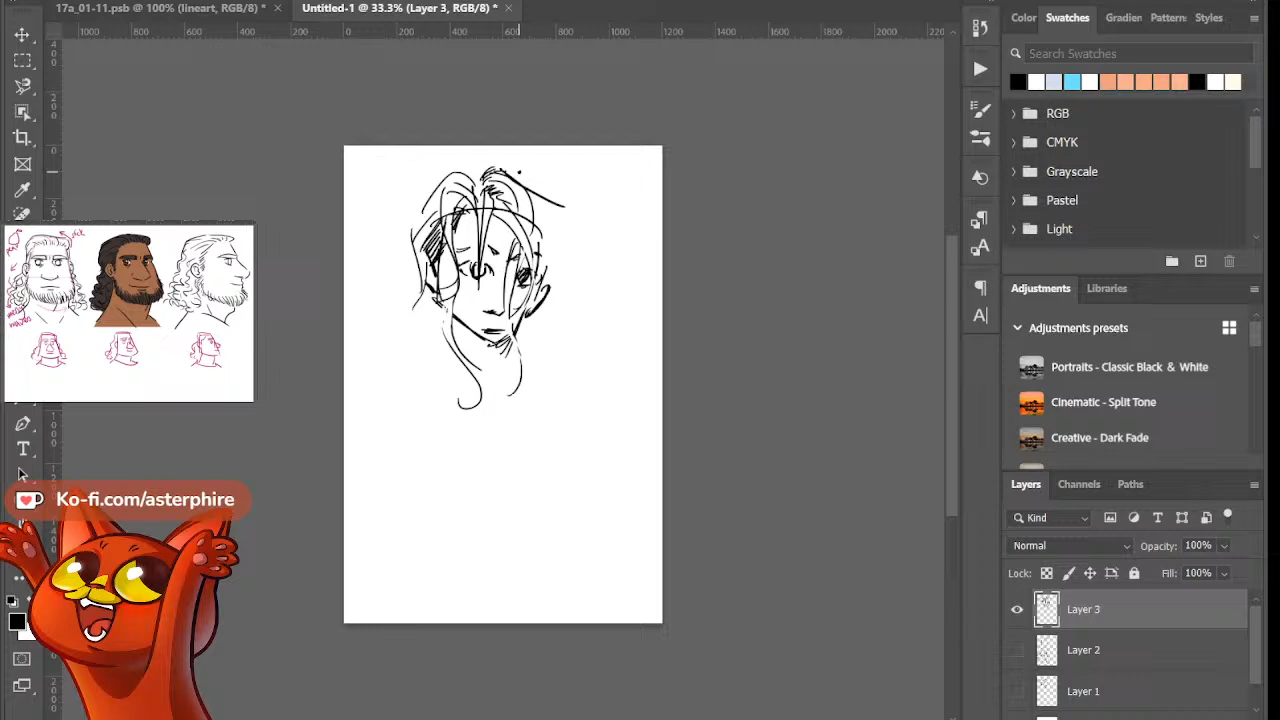 17a_01-11.psb @ 100% (lineart, RGB/8) * ×
Untitled-1 @ 33.3% (Layer 3, RGB/8) * ×
1000 800 600 400 200 0 200 400 600 800 1000 1200 1400 1600 1800 2000 220
Color Swatches Gradien Pattern Styles
Search Swatches
RGB
CMYK
Grayscale
Pastel
Light
Adjustments Libraries
Adjustments presets
Portraits - Classic Black & White
Cinematic - Split Tone
Creative - Dark Fade
Layers Channels Paths
Kind
Normal Opacity: 100%
Lock: Fill: 100%
Layer 3
Layer 2
Layer 1
Ko-fi.com/asterphire